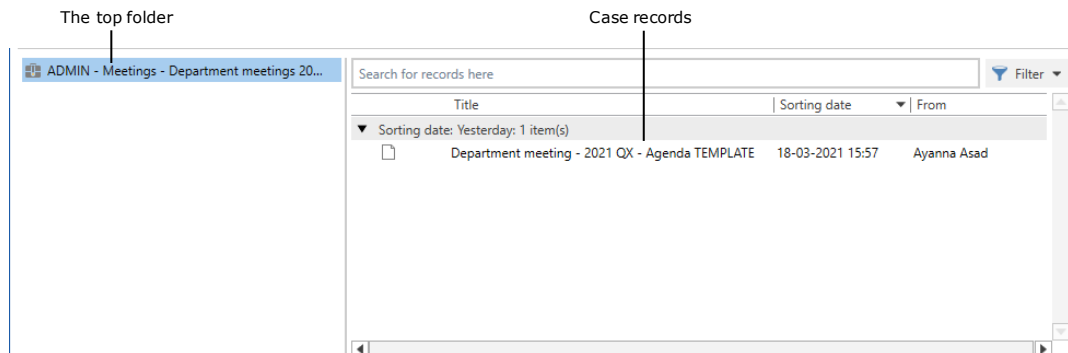 The top folder
Case records
ADMIN - Meetings - Department meetings 20...
Search for records here
Filter
Title
Sorting date
From
Sorting date: Yesterday: 1 item(s)
Department meeting - 2021 QX - Agenda TEMPLATE 18-03-2021 15:57 Ayanna Asad